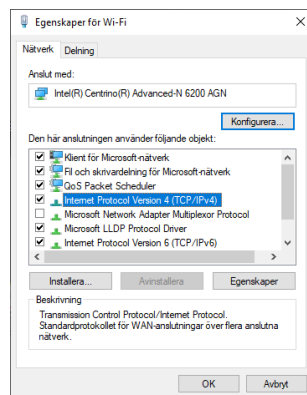 Egenskaper för Wi-Fi
Nätverk Delning
Anslut med:
Intel(R) Centrino(R) Advanced-N 6200 AGN
Konfigurera...
Den här anslutningen använder följande objekt:
Klient för Microsoft-nätverk
Fil och skrivardelning för Microsoft-nätverk
QoS Packet Scheduler
Internet Protocol Version 4 (TCP/IPv4)
Microsoft Network Adapter Multiplexor Protocol
Microsoft LLDP Protocol Driver
Internet Protocol Version 6 (TCP/IPv6)
Installera... Avinstallera Egenskaper
Beskrivning
Transmission Control Protocol/Internet Protocol.
Standardprotokollet för WAN-anslutningar över flera anslutna
nätverk.
OK Avbryt